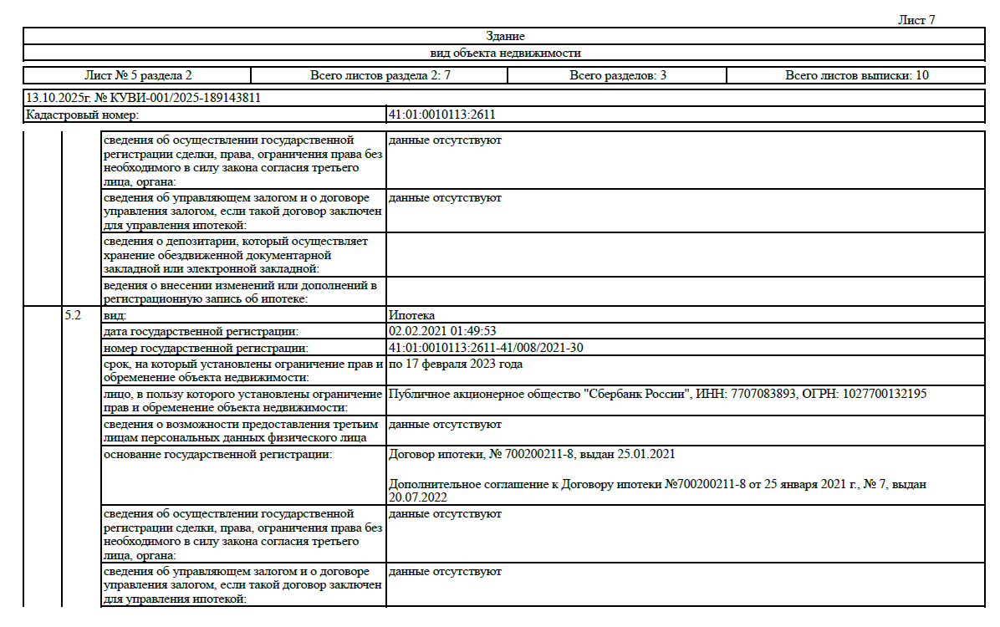 Лист 7
Здание
вид объекта недвижимости
Лист № 5 раздела 2
Всего листов раздела 2: 7
Всего разделов: 3
Всего листов выписки: 10
13.10.2025г. № КУВИ-001/2025-189143811
Кадастровый номер:
41:01:0010113:2611
сведения об осуществлении государственной
регистрации сделки, права, ограничения права без
необходимого в силу закона согласия третьего
лица, органа:
данные отсутствуют
сведения об управляющем залогом и о договоре
управления залогом, если такой договор заключен
для управления ипотекой:
данные отсутствуют
сведения о депозитарии, который осуществляет
хранение обездвиженной документарной
закладной или электронной закладной:
ведения о внесении изменений или дополнений в
регистрационную запись об ипотеке:
5.2
вид:
Ипотека
дата государственной регистрации:
02.02.2021 01:49:53
номер государственной регистрации:
41:01:0010113:2611-41/008/2021-30
срок, на который установлены ограничение прав и
обременение объекта недвижимости:
по 17 февраля 2023 года
лицо, в пользу которого установлены ограничение
прав и обременение объекта недвижимости:
Публичное акционерное общество "Сбербанк России", ИНН: 7707083893, ОГРН: 1027700132195
сведения о возможности предоставления третьим
лицам персональных данных физического лица
данные отсутствуют
основание государственной регистрации:
Договор ипотеки, № 700200211-8, выдан 25.01.2021
Дополнительное соглашение к Договору ипотеки №700200211-8 от 25 января 2021 г., № 7, выдан
20.07.2022
сведения об осуществлении государственной
регистрации сделки, права, ограничения права без
необходимого в силу закона согласия третьего
лица, органа:
данные отсутствуют
сведения об управляющем залогом и о договоре
управления залогом, если такой договор заключен
для управления ипотекой:
данные отсутствуют